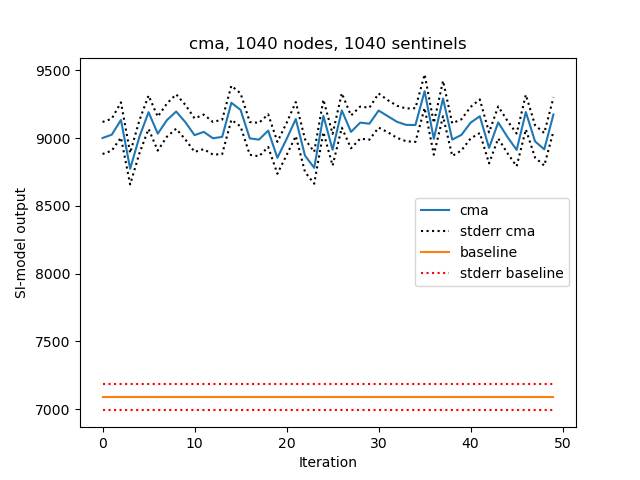 cma, 1040 nodes, 1040 sentinels
SI-model output
9500
9000
8500
8000
7500
7000
cma
stderr cma
baseline
stderr baseline
0 10 20 30 40 50
Iteration